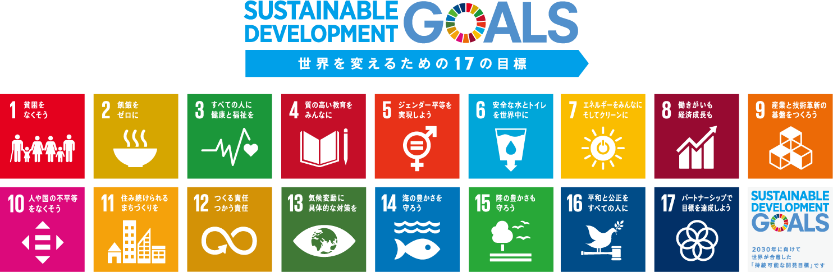 SUSTAINABLE
DEVELOPMENT
GOALS
世界を変えるための17の目標
1
貧困を
なくそう
2
飢餓を
ゼロに
3
すべての人に
健康と福祉を
4
質の高い教育を
みんなに
5
ジェンダー平等を
実現しよう
6
安全な水とトイレ
を世界中に
7
エネルギーをみんなに
そしてクリーンに
8
働きがいも
経済成長も
9
産業と技術革新の
基盤をつくろう
10
人や国の不平等
をなくそう
11
住み続けられる
まちづくりを
12
つくる責任
つかう責任
13
気候変動に
具体的な対策を
14
海の豊かさを
守ろう
15
陸の豊かさも
守ろう
16
平和と公正を
すべての人に
17
パートナーシップで
目標を達成しよう
SUSTAINABLE
DEVELOPMENT
GOALS
2030年に向けて
世界が合意した
「持続可能な開発目標」です